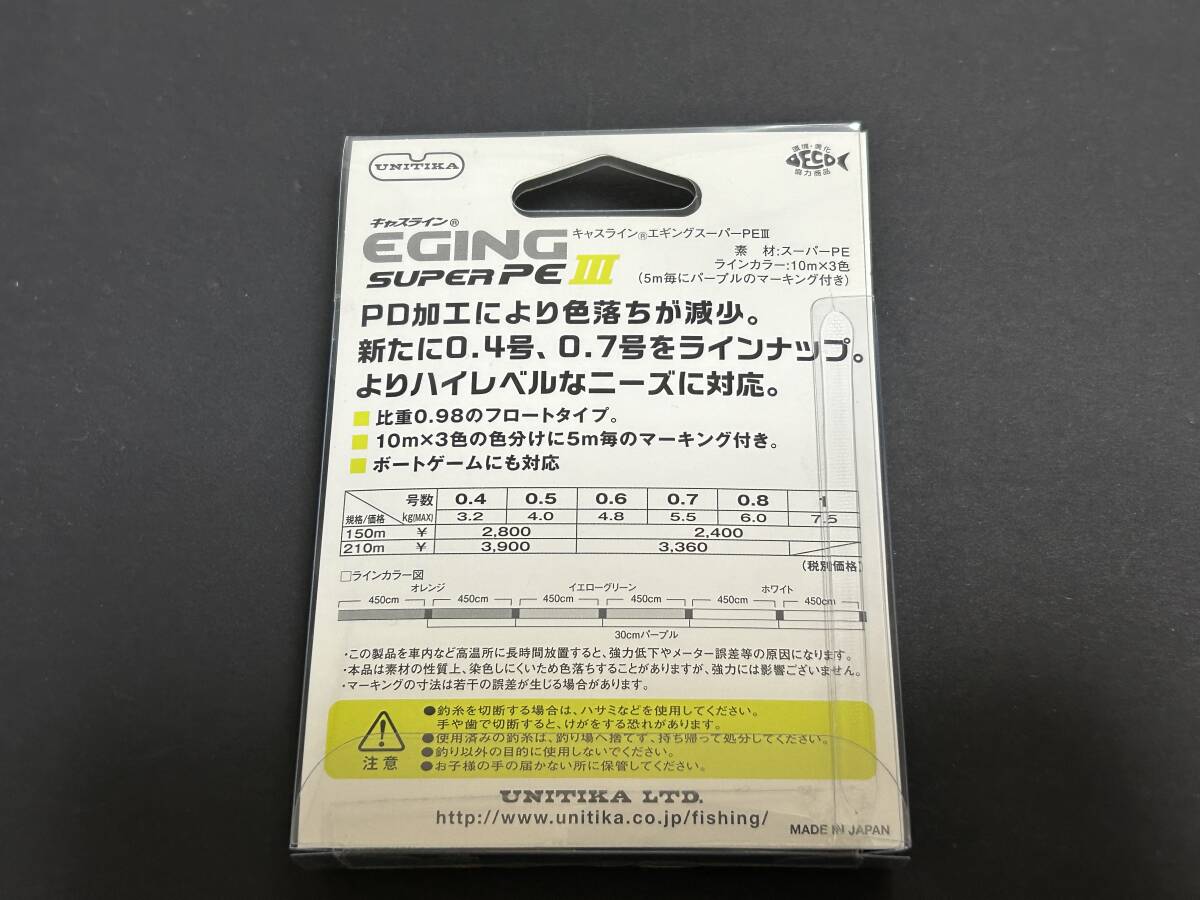 UNITIKA
環境・美化
ECO
協力商品
キャスライン®
EGING
SUPER PE III
キャスライン®エギングスーパーPEⅢ
素 材:スーパーPE
ラインカラー:10m×3色
(5m毎にパープルのマーキング付き)
PD加工により色落ちが減少。
新たに0.4号、0.7号をラインナップ。
よりハイレベルなニーズに対応。
比重0.98のフロートタイプ。
10m×3色の色分けに5m毎のマーキング付き。
ボートゲームにも対応
号数 0.4 0.5 0.6 0.7 0.8 1
規格/価格 kg(MAX) 3.2 4.0 4.8 5.5 6.0 7.5
150m ¥ 2,800 2,400
210m ¥ 3,900 3,360
(税別価格)
□ラインカラー図
オレンジ イエローグリーン ホワイト
450cm 450cm 450cm 450cm 450cm 450cm
30cmパープル
・この製品を車内など高温所に長時間放置すると、強力低下やメーター誤差等の原因になります。
・本品は素材の性質上、染色しにくいため色落ちすることがありますが、強力には影響ございません。
・マーキングの寸法は若干の誤差が生じる場合があります。
注意
●釣糸を切断する場合は、ハサミなどを使用してください。
手や歯で切断すると、けがをする恐れがあります。
●使用済みの釣糸は、釣り場へ捨てず、持ち帰って処分してください。
●釣り以外の目的に使用しないでください。
●お子様の手の届かない所に保管してください。
UNITIKA LTD.
http://www.unitika.co.jp/fishing/
MADE IN JAPAN